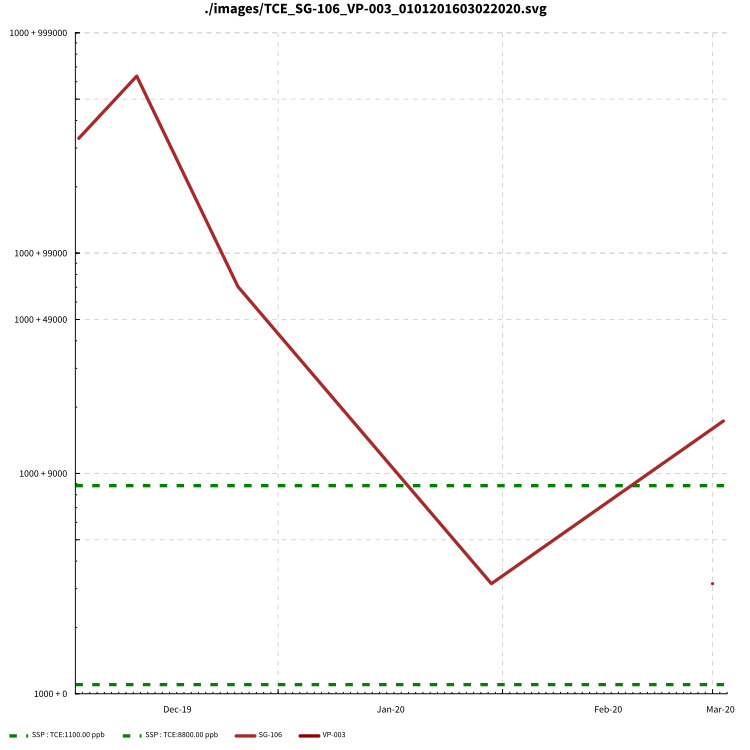 ./images/TCE_SG-106_VP-003_0101201603022020.svg
1000 + 999000
1000 + 99000
1000 + 49000
1000 + 9000
1000 + 0
Dec-19 Jan-20 Feb-20 Mar-20
SSP : TCE:1100.00 ppb SSP : TCE:8800.00 ppb SG-106 VP-003